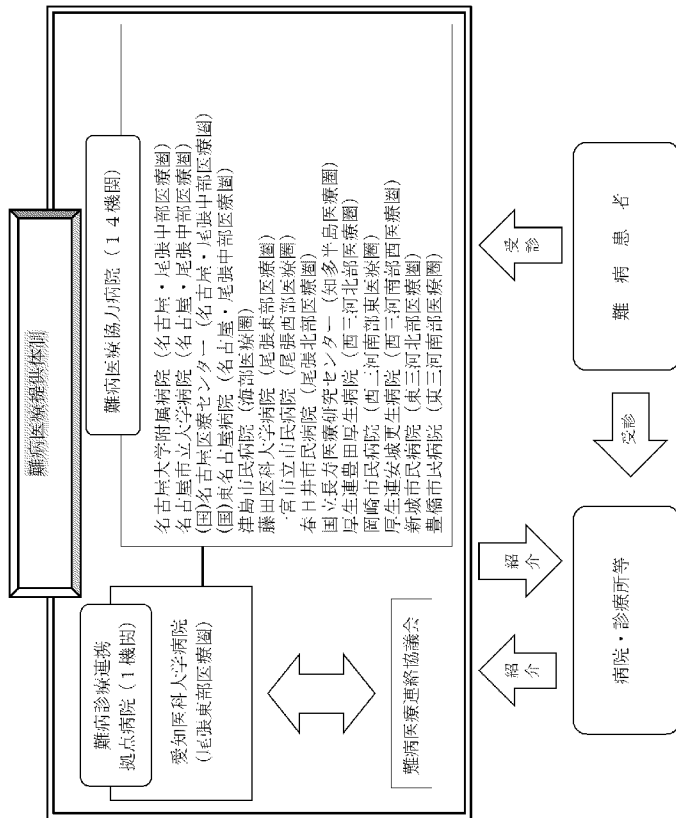 難病医療提供体制
難病診療連携
拠点病院（１機関）
愛知医科大学病院
（尾張東部医療圏）
難病医療連絡協議会
難病医療協力病院（１４機関）
名古屋大学附属病院（名古屋・尾張中部医療圏）
名古屋市立大学病院（名古屋・尾張中部医療圏）
(国)名古屋医療センター（名古屋・尾張中部医療圏）
(国)東名古屋病院（名古屋・尾張中部医療圏）
津島市民病院（海部医療圏）
藤田医科大学病院（尾張東部医療圏）
一宮市立市民病院（尾張西部医療圏）
春日井市民病院（尾張北部医療圏）
国立長寿医療研究センター（知多半島医療圏）
厚生連豊田厚生病院（西三河北部医療圏）
岡崎市民病院（西三河南部東医療圏）
厚生連安城更生病院（西三河南部西医療圏）
新城市民病院（東三河北部医療圏）
豊橋市民病院（東三河南部医療圏）
紹介
紹介
受診
病院・診療所等
受診
難病患者